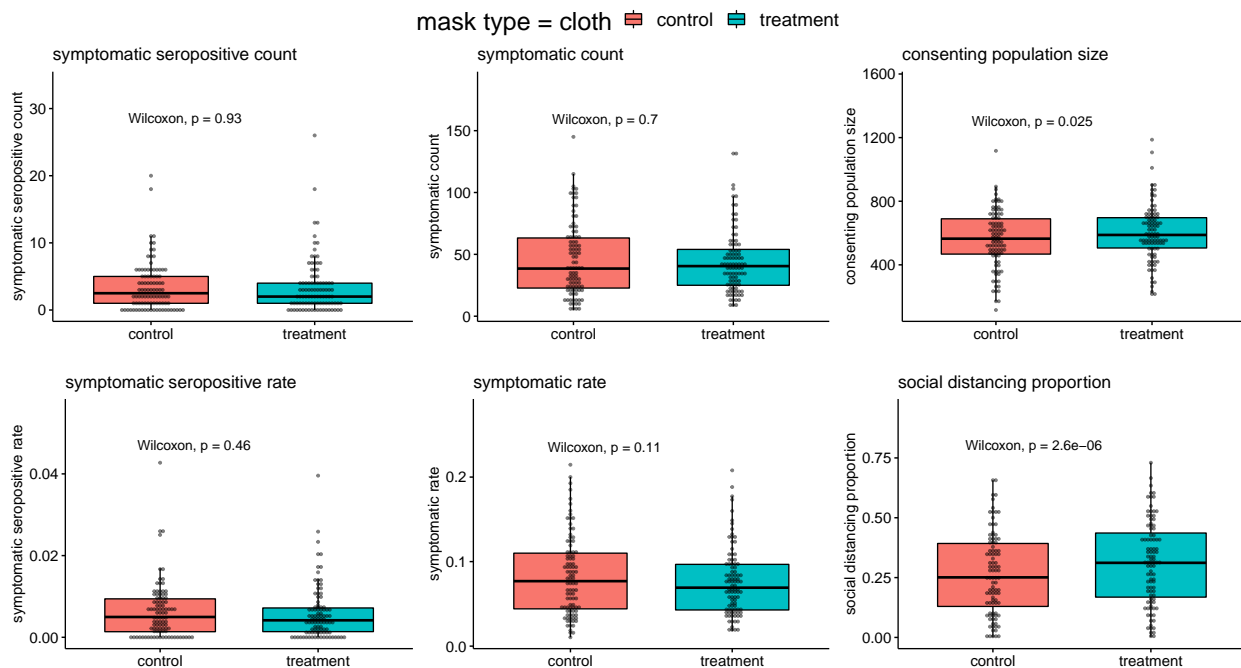 mask type = cloth control treatment
symptomatic seropositive count
symptomatic seropositive count
30
20
10
0
Wilcoxon, p = 0.93
control treatment
symptomatic count
symptomatic count
150
100
50
0
Wilcoxon, p = 0.7
control treatment
consenting population size
consenting population size
1600
1200
800
400
Wilcoxon, p = 0.025
control treatment
symptomatic seropositive rate
symptomatic seropositive rate
0.04
0.02
0.00
Wilcoxon, p = 0.46
control treatment
symptomatic rate
symptomatic rate
0.2
0.1
0.0
Wilcoxon, p = 0.11
control treatment
social distancing proportion
social distancing proportion
0.75
0.50
0.25
0.00
Wilcoxon, p = 2.6e−06
control treatment